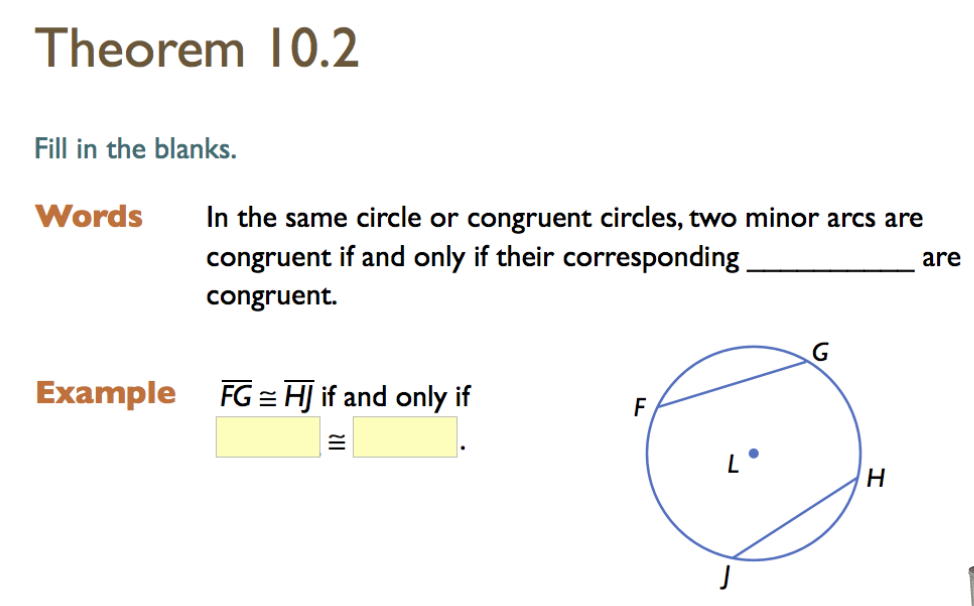 Theorem 10.2
Fill in the blanks.
Words
In the same circle or congruent circles, two minor arcs are
congruent if and only if their corresponding ___________ are
congruent.
Example
F̅G̅ ≅ H̅J̅ if and only if
≅ .
G
F
L
H
J